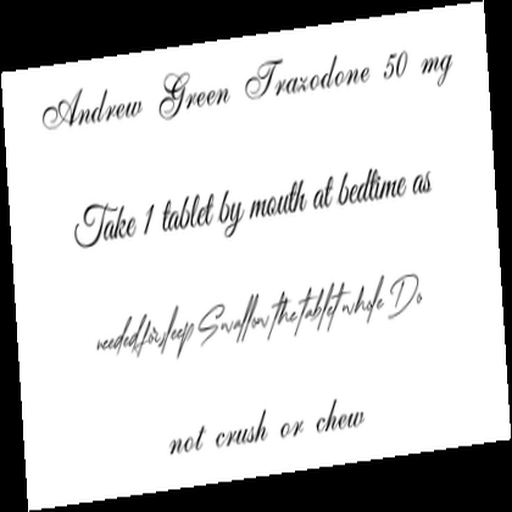 Andrew Green Trazodone 50 mg
Take 1 tablet by mouth at bedtime as
needed for sleep Swallow the tablet whole Do
not crush or chew